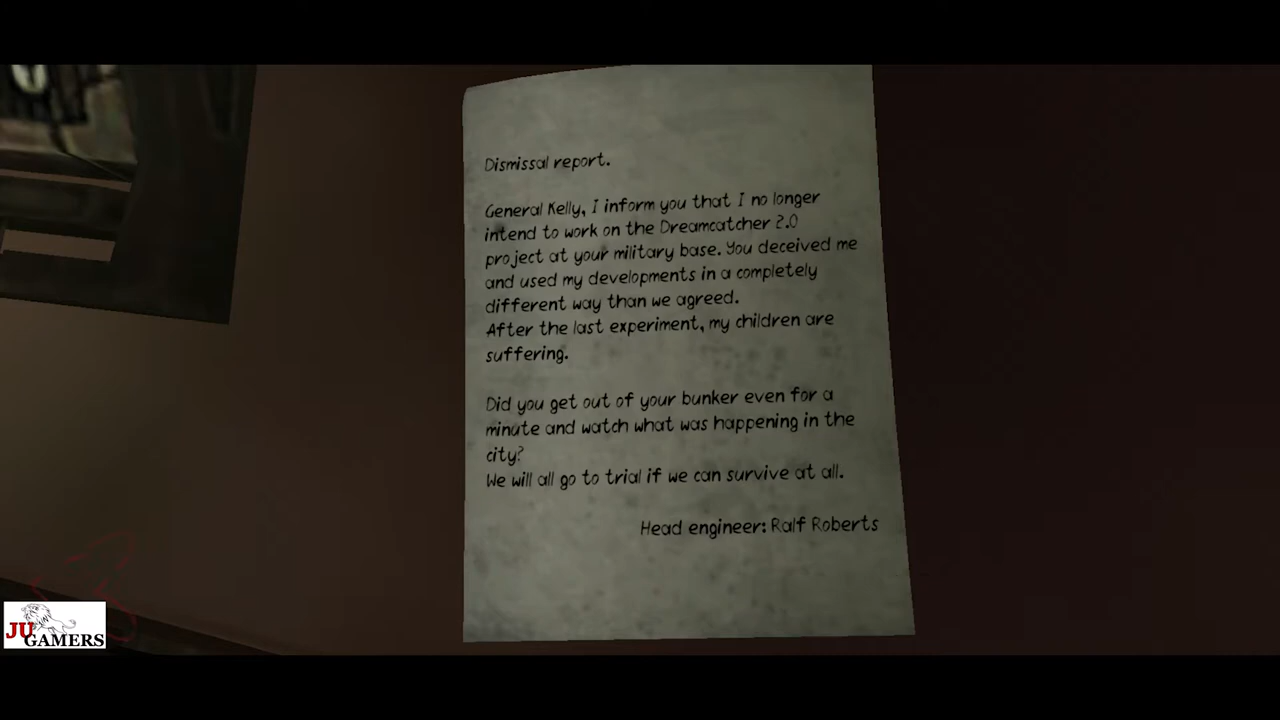 Dismissal report.
General Kelly, I inform you that I no longer
intend to work on the Dreamcatcher 2.0
project at your military base. You deceived me
and used my developments in a completely
different way than we agreed.
After the last experiment, my children are
suffering.
Did you get out of your bunker even for a
minute and watch what was happening in the
city?
We will all go to trial if we can survive at all.
Head engineer: Ralf Roberts
JU
GAMERS